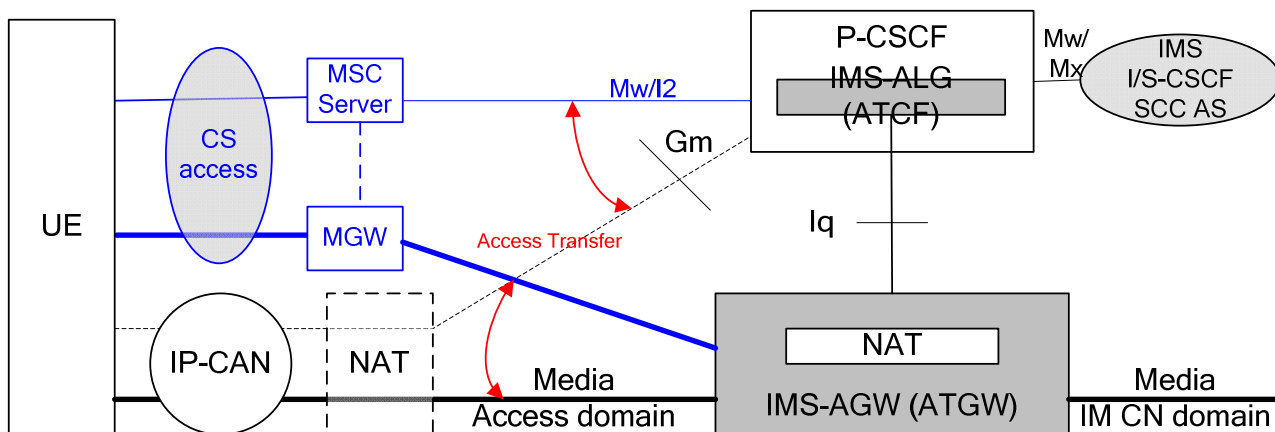 P-CSCF
IMS-ALG
(ATCF)
Mw/
Mx
IMS
I/S-CSCF
SCC AS
MSC
Server
Mw/I2
CS
access
Gm
UE
MGW
Access Transfer
Iq
IP-CAN
NAT
NAT
Media
Access domain
IMS-AGW (ATGW)
Media
IM CN domain